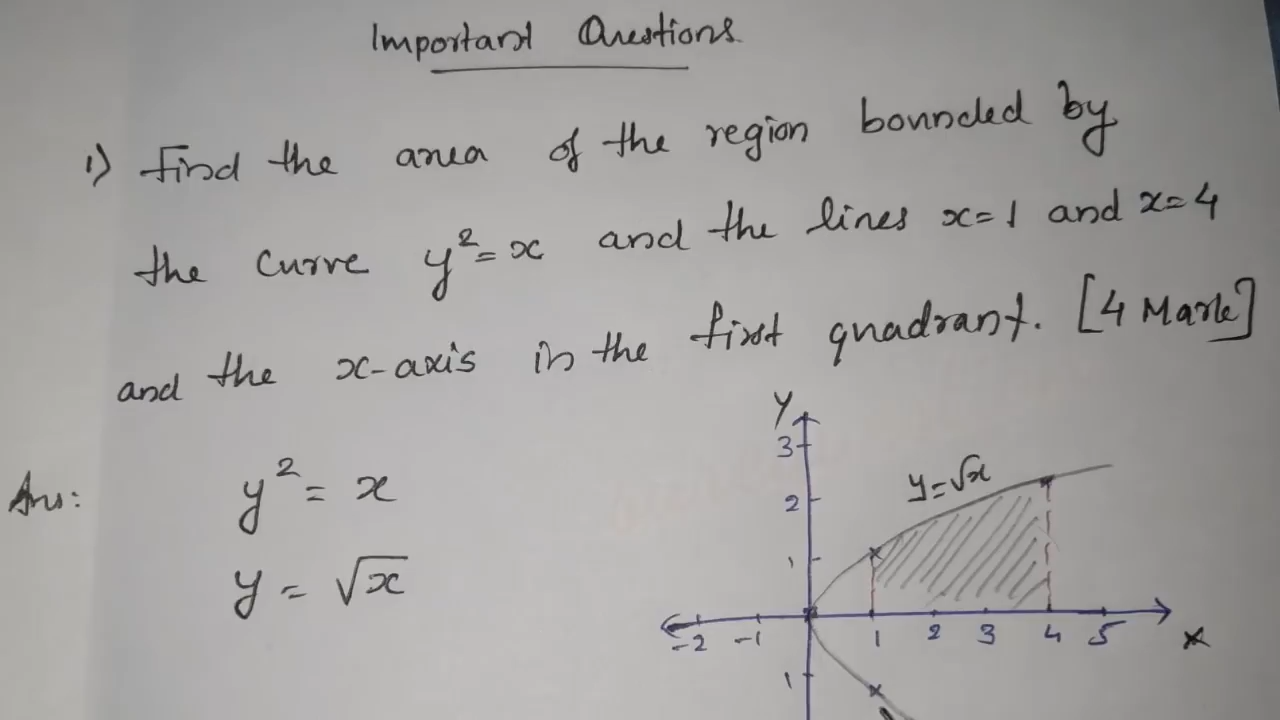 Important Questions
1) Find the area of the region bounded by
the curve y²=x and the lines x=1 and x=4
and the x-axis in the first quadrant. [4 Mark]
Ans:
y² = x
y = √x
Y
3
2
1
y=√x
-2 -1 1 2 3 4 5 X
1